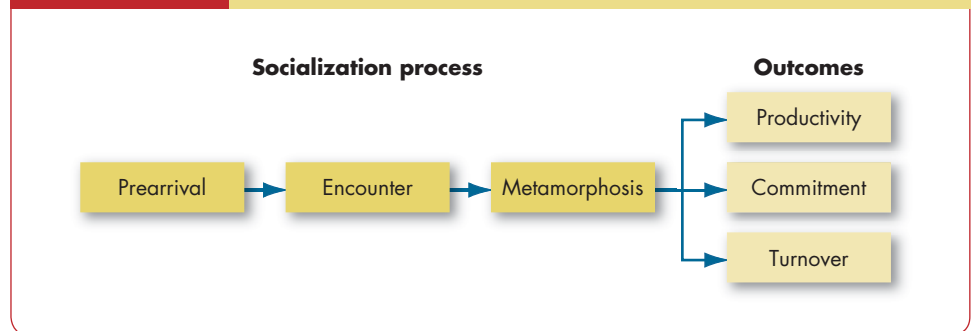 Socialization process
Outcomes
Prearrival
Encounter
Metamorphosis
Productivity
Commitment
Turnover